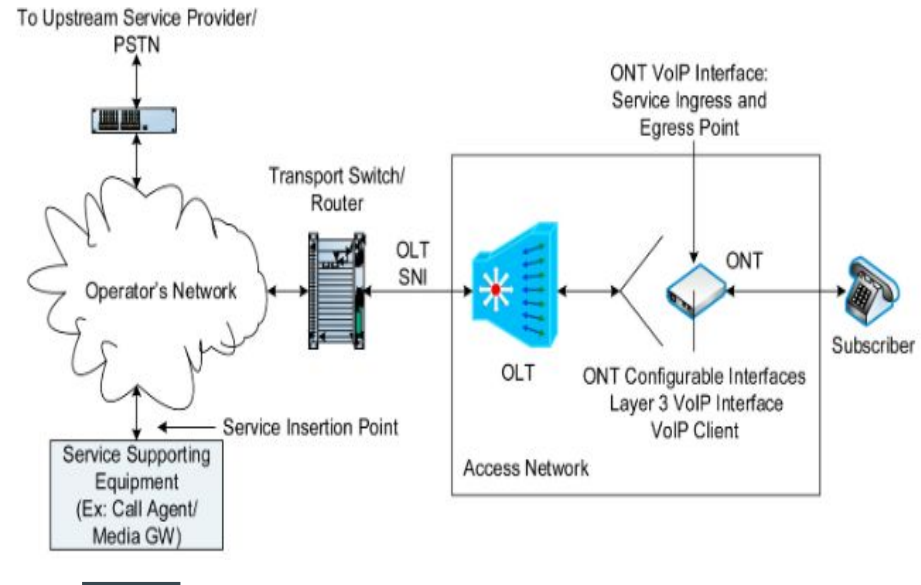 To Upstream Service Provider/
PSTN
ONT VoIP Interface:
Service Ingress and
Egress Point
Transport Switch/
Router
OLT
SNI
ONT
Operator's Network
Subscriber
OLT
ONT Configurable Interfaces
Layer 3 VoIP Interface
VoIP Client
Service Insertion Point
Service Supporting
Equipment
(Ex: Call Agent/
Media GW)
Access Network